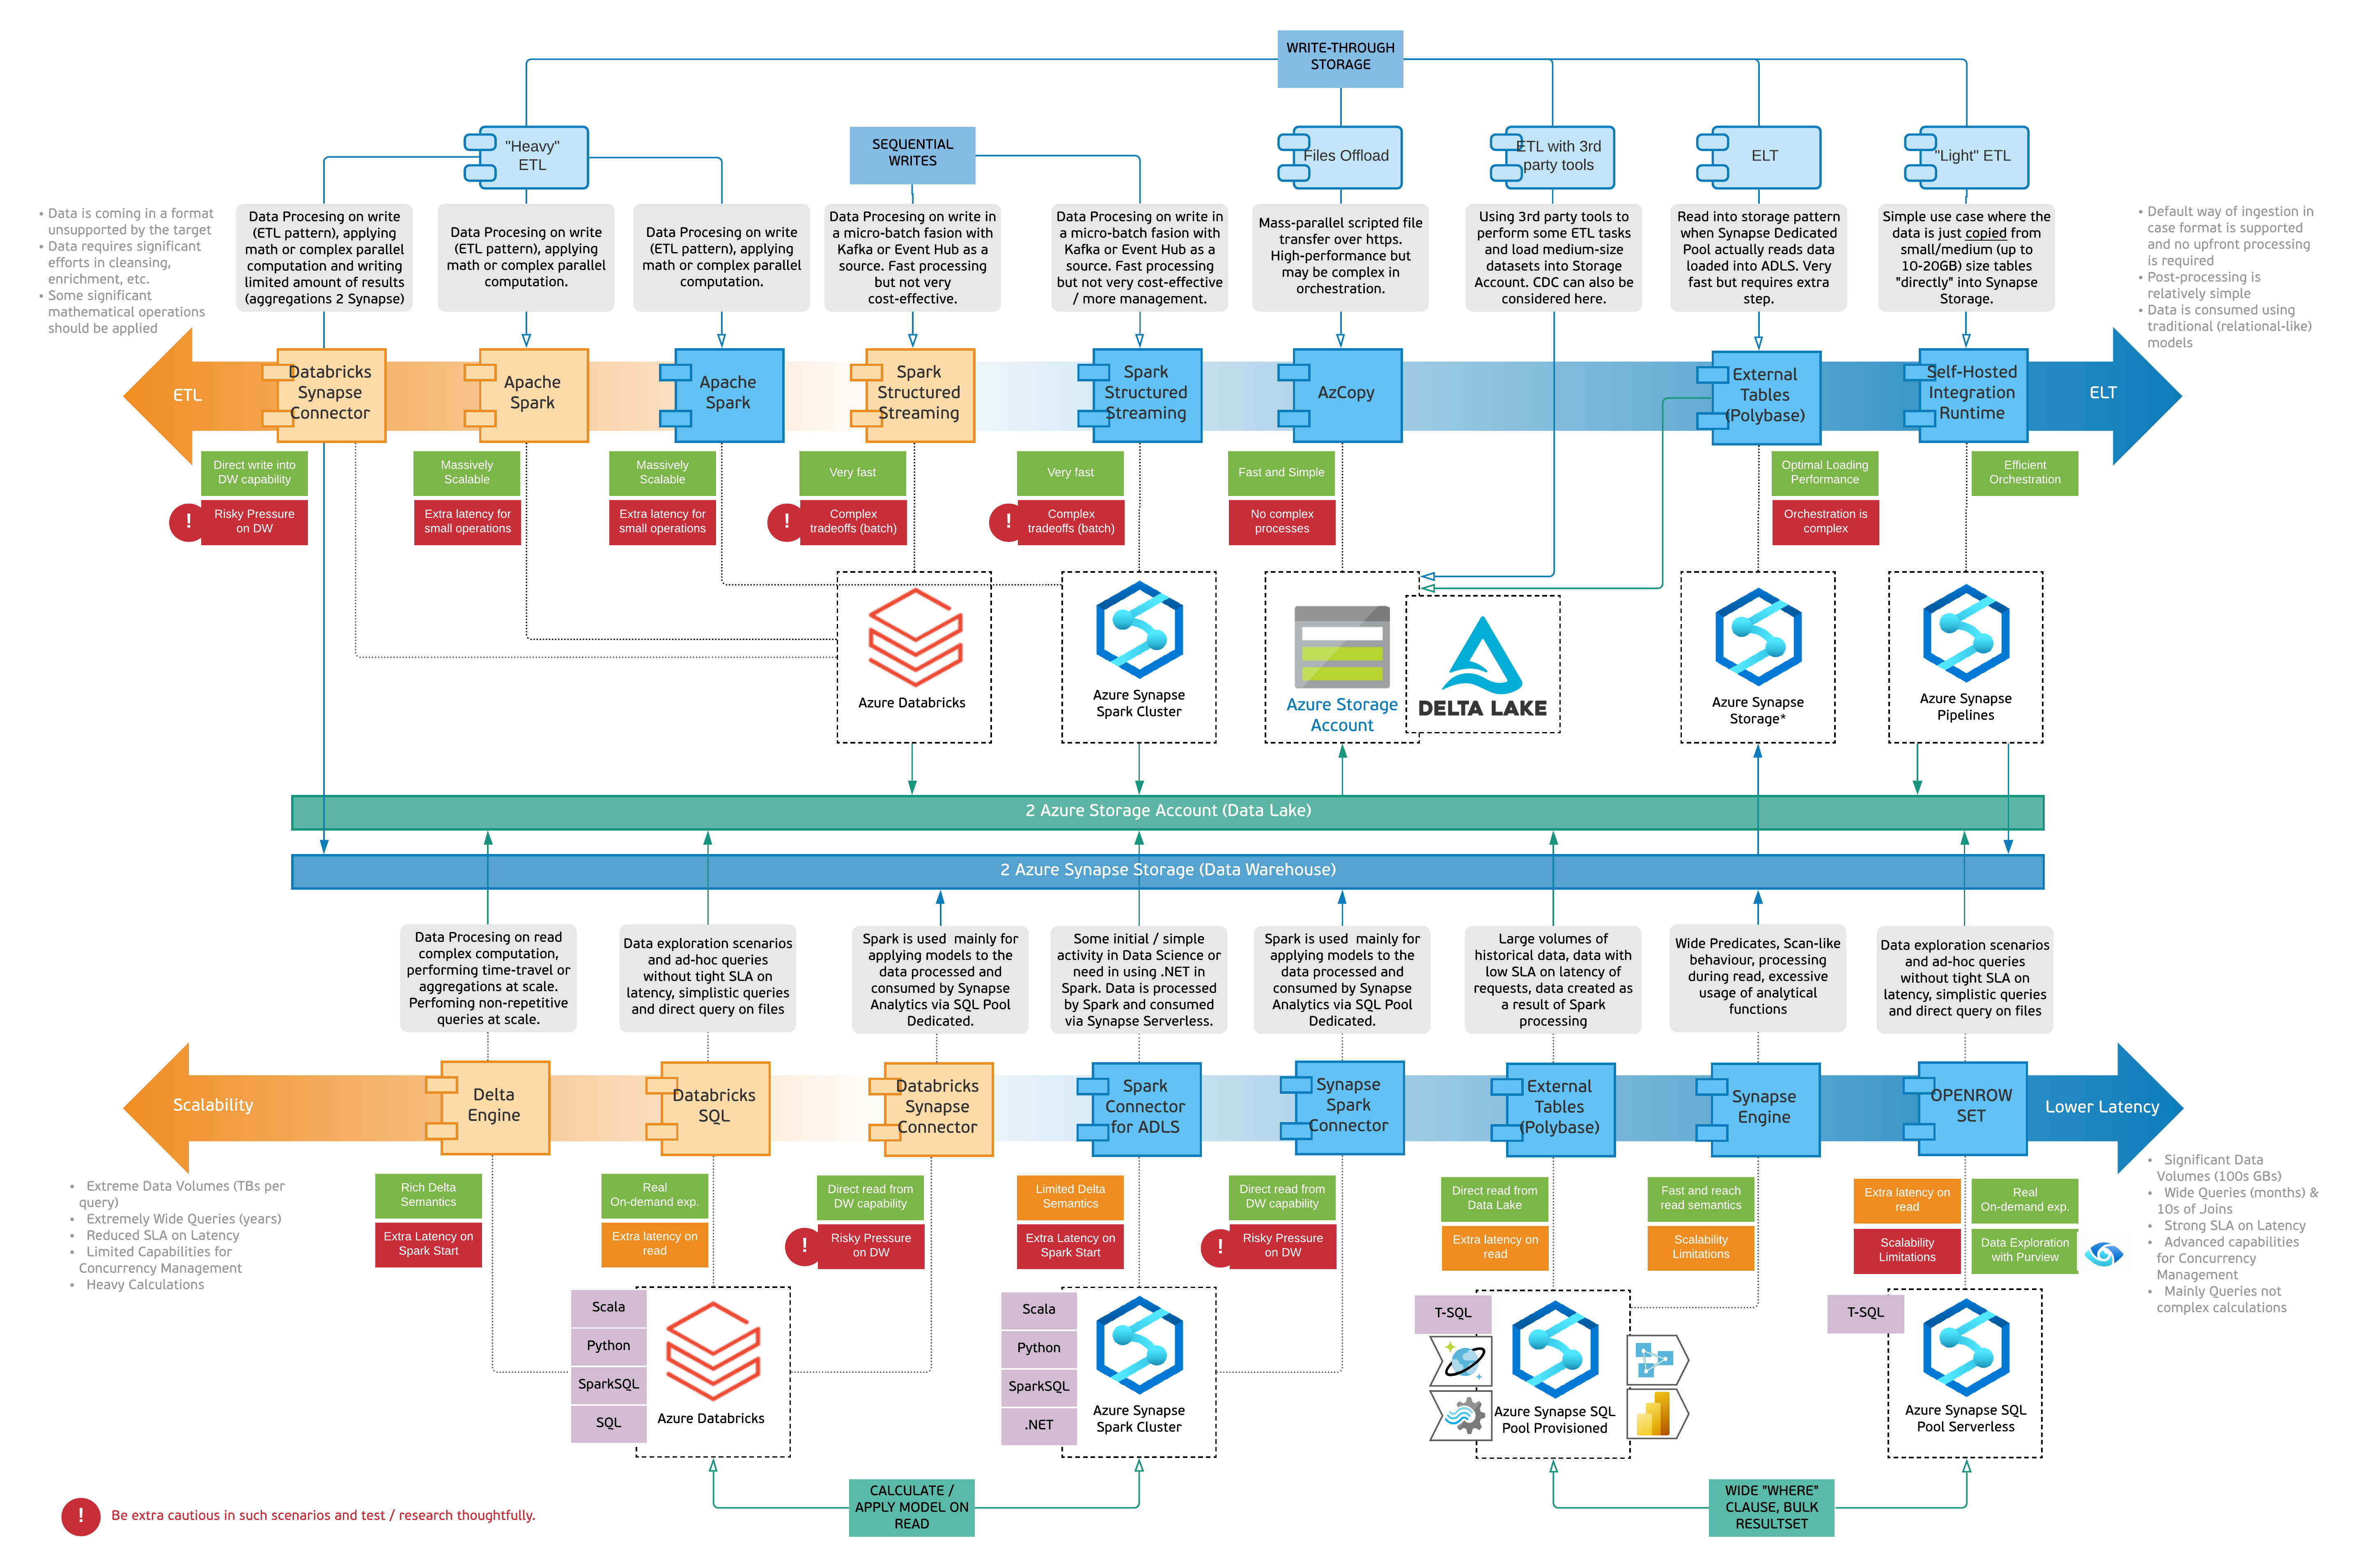 WRITE-THROUGH
STORAGE
"Heavy"
ETL
SEQUENTIAL
WRITES
Files Offload
ETL with 3rd
party tools
ELT
"Light" ETL
• Data is coming in a format
unsupported by the target
• Data requires significant
efforts in cleansing,
enrichment, etc.
• Some significant
mathematical operations
should be applied
Data Procesing on write
(ETL pattern), applying
math or complex parallel
computation and writing
limited amount of results
(aggregations 2 Synapse)
Data Procesing on write
(ETL pattern), applying
math or complex parallel
computation.
Data Procesing on write
(ETL pattern), applying
math or complex parallel
computation.
Data Procesing on write in
a micro-batch fasion with
Kafka or Event Hub as a
source. Fast processing
but not very
cost-effective.
Data Procesing on write in
a micro-batch fasion with
Kafka or Event Hub as a
source. Fast processing
but not very cost-effective
/ more management.
Mass-parallel scripted file
transfer over https.
High-performance but
may be complex in
orchestration.
Using 3rd party tools to
perform some ETL tasks
and load medium-size
datasets into Storage
Account. CDC can also be
considered here.
Read into storage pattern
when Synapse Dedicated
Pool actually reads data
loaded into ADLS. Very
fast but requires extra
step.
Simple use case where the
data is just copied from
small/medium (up to
10-20GB) size tables
"directly" into Synapse
Storage.
• Default way of ingestion in
case format is supported
and no upfront processing
is required
• Post-processing is
relatively simple
• Data is consumed using
traditional (relational-like)
models
ETL
Databricks
Synapse
Connector
Apache
Spark
Apache
Spark
Spark
Structured
Streaming
Spark
Structured
Streaming
AzCopy
External
Tables
(Polybase)
Self-Hosted
Integration
Runtime
ELT
Direct write into
DW capability
! Risky Pressure
on DW
Massively
Scalable
Extra latency for
small operations
Massively
Scalable
Extra latency for
small operations
Very fast
! Complex
tradeoffs (batch)
Very fast
! Complex
tradeoffs (batch)
Fast and Simple
No complex
processes
Optimal Loading
Performance
Orchestration is
complex
Efficient
Orchestration
Azure Databricks
Azure Synapse
Spark Cluster
Azure Storage
Account
DELTA LAKE
Azure Synapse
Storage*
Azure Synapse
Pipelines
2 Azure Storage Account (Data Lake)
2 Azure Synapse Storage (Data Warehouse)
Data Procesing on read
complex computation,
performing time-travel or
aggregations at scale.
Perfoming non-repetitive
queries at scale.
Data exploration scenarios
and ad-hoc queries
without tight SLA on
latency, simplistic queries
and direct query on files
Spark is used mainly for
applying models to the
data processed and
consumed by Synapse
Analytics via SQL Pool
Dedicated.
Some initial / simple
activity in Data Science or
need in using .NET in
Spark. Data is processed
by Spark and consumed
via Synapse Serverless.
Spark is used mainly for
applying models to the
data processed and
consumed by Synapse
Analytics via SQL Pool
Dedicated.
Large volumes of
historical data, data with
low SLA on latency of
requests, data created as
a result of Spark
processing
Wide Predicates, Scan-like
behaviour, processing
during read, excessive
usage of analytical
functions
Data exploration scenarios
and ad-hoc queries
without tight SLA on
latency, simplistic queries
and direct query on files
Scalability
Delta
Engine
Databricks
SQL
Databricks
Synapse
Connector
Spark
Connector
for ADLS
Synapse
Spark
Connector
External
Tables
(Polybase)
Synapse
Engine
OPENROW
SET
Lower Latency
• Extreme Data Volumes (TBs per
query)
• Extremely Wide Queries (years)
• Reduced SLA on Latency
• Limited Capabilities for
Concurrency Management
• Heavy Calculations
Rich Delta
Semantics
Extra Latency on
Spark Start
Real
On-demand exp.
Extra latency on
read
Direct read from
DW capability
! Risky Pressure
on DW
Limited Delta
Semantics
Extra Latency on
Spark Start
Direct read from
DW capability
! Risky Pressure
on DW
Direct read from
Data Lake
Extra latency on
read
Fast and reach
read semantics
Scalability
Limitations
Extra latency on
read
Scalability
Limitations
Real
On-demand exp.
Data Exploration
with Purview
• Significant Data
Volumes (100s GBs)
• Wide Queries (months) &
10s of Joins
• Strong SLA on Latency
• Advanced capabilities
for Concurrency
Management
• Mainly Queries not
complex calculations
Scala
Python
SparkSQL
SQL
Azure Databricks
Scala
Python
SparkSQL
.NET
Azure Synapse
Spark Cluster
T-SQL
Azure Synapse SQL
Pool Provisioned
T-SQL
Azure Synapse SQL
Pool Serverless
CALCULATE /
APPLY MODEL ON
READ
WIDE "WHERE"
CLAUSE, BULK
RESULTSET
! Be extra cautious in such scenarios and test / research thoughtfully.